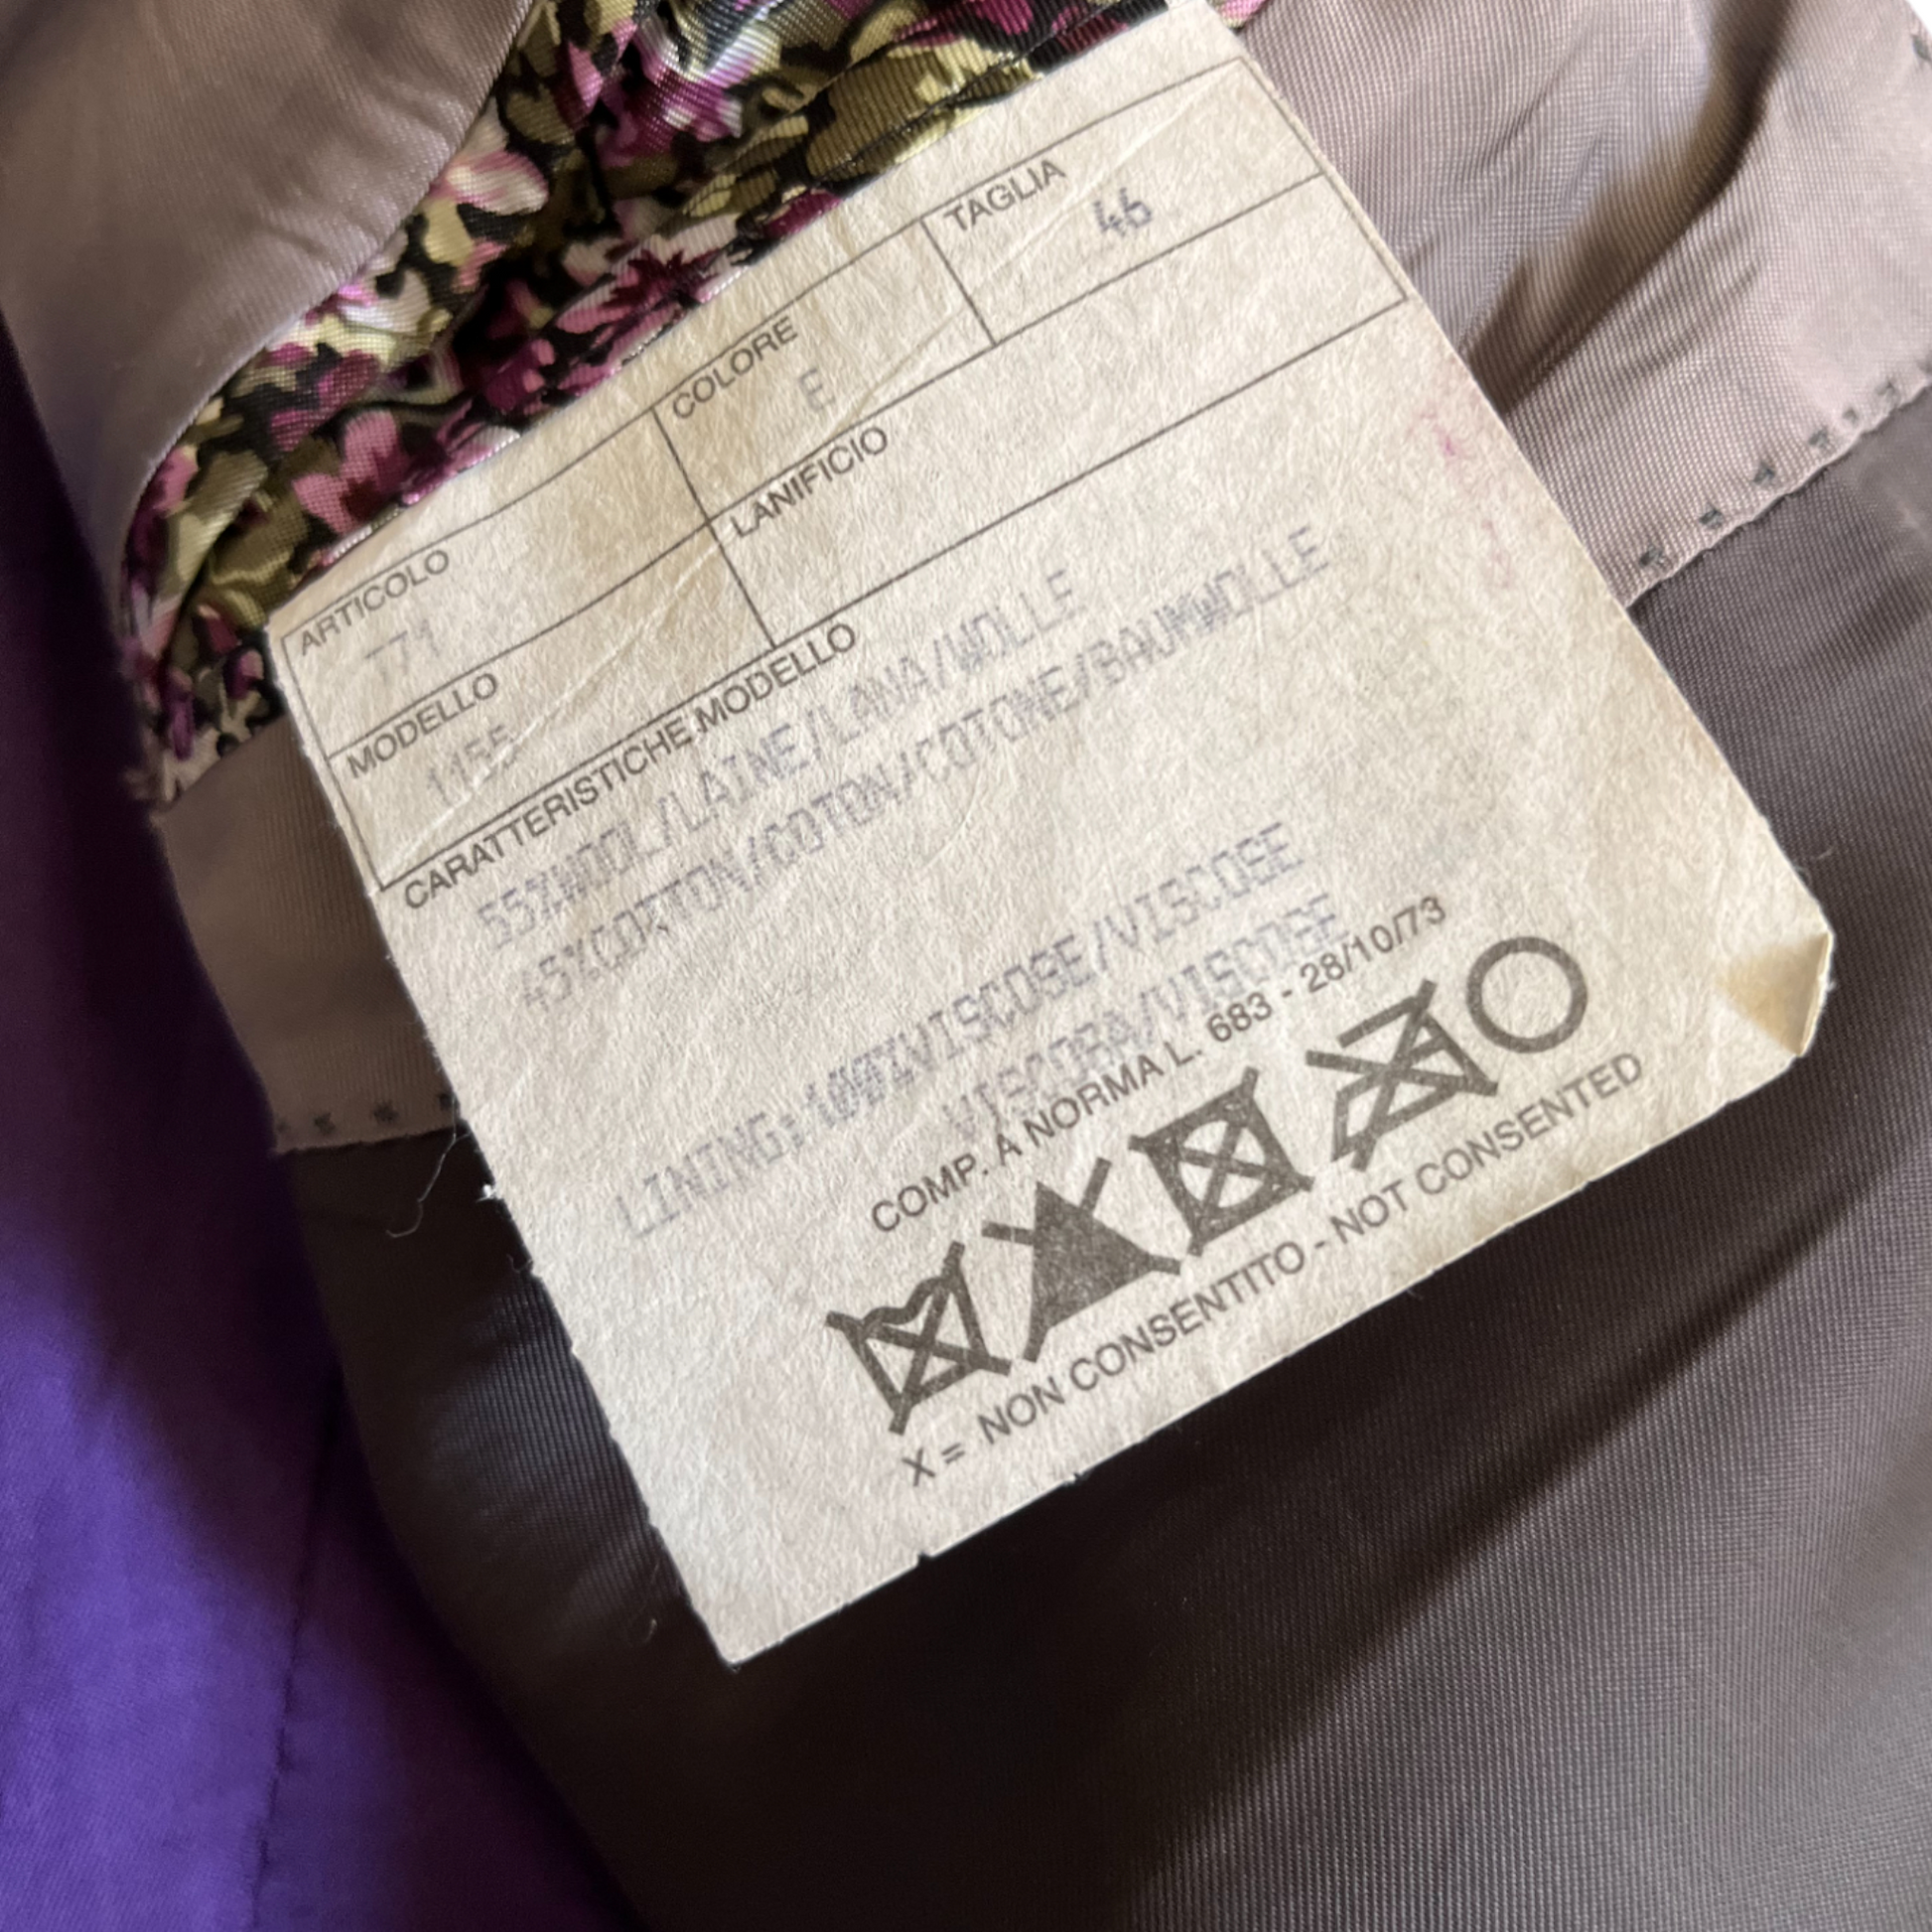 ARTICOLO
771
COLORE
E
TAGLIA
46
MODELLO
1155
LANIFICIO
CARATTERISTICHE MODELLO
55%WOOL/LAINE/LANA/WOLLE
45%COTTON/COTON/COTONE/BAUMWOLLE
LINING:100%VISCOSE/VISCOSE
VISCOSA/VISCOSE
COMP. A NORMA L. 683 - 28/10/73
X = NON CONSENTITO - NOT CONSENTED